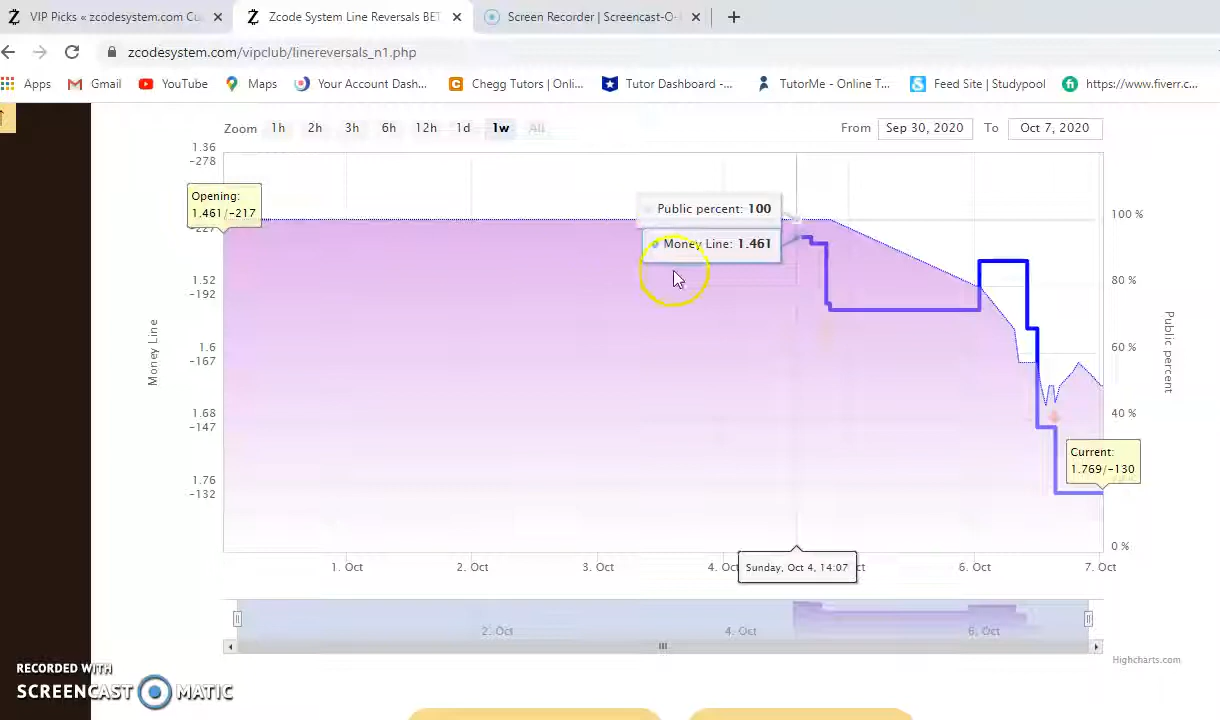 VIP Picks « zcodesystem.com Cu
Zcode System Line Reversals BET
Screen Recorder | Screencast-O-
zcodesystem.com/vipclub/linereversals_n1.php
Apps Gmail YouTube Maps Your Account Dash... Chegg Tutors | Onli... Tutor Dashboard -... TutorMe - Online T... Feed Site | Studypool https://www.fiverr.c...
Zoom 1h 2h 3h 6h 12h 1d 1w All From Sep 30, 2020 To Oct 7, 2020
1.36
-278
Opening:
1.461/-217
Public percent: 100
Money Line: 1.461
100 %
1.52
-192
80 %
1.6
-167
60 %
1.68
-147
40 %
1.76
-132
0 %
Money Line
Public percent
Current:
1.769/-130
1. Oct 2. Oct 3. Oct 4. Oct 6. Oct 7. Oct
Sunday, Oct 4, 14:07
2. Oct 4. Oct 6. Oct
Highcharts.com
RECORDED WITH
SCREENCAST MATIC